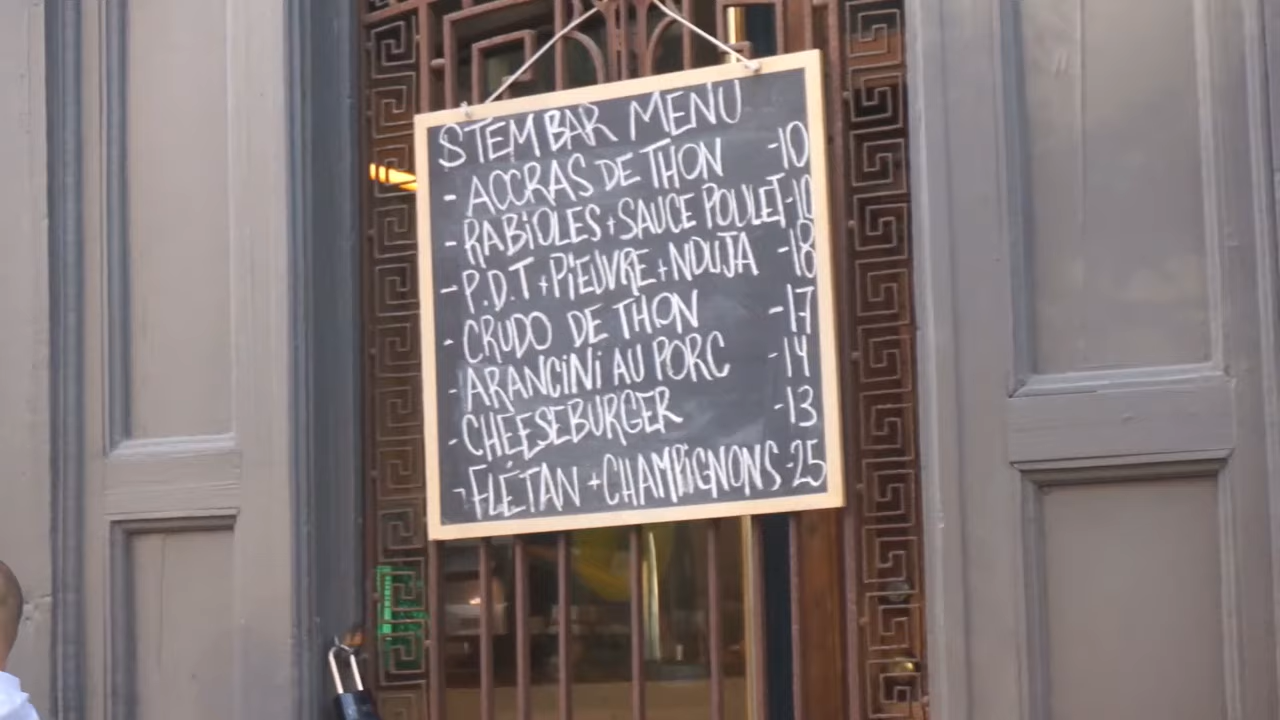 STEM BAR MENU
- ACCRAS DE THON -10
- RABiOLES + SAUCE POULET -10
- P.D.T + PiEUVRE + NDUJA -18
- CRUDO DE THON -17
- ARANCiNi AU PORC -14
- CHEESEBURGER -13
- FLÉTAN + CHAMPiGNONS -25